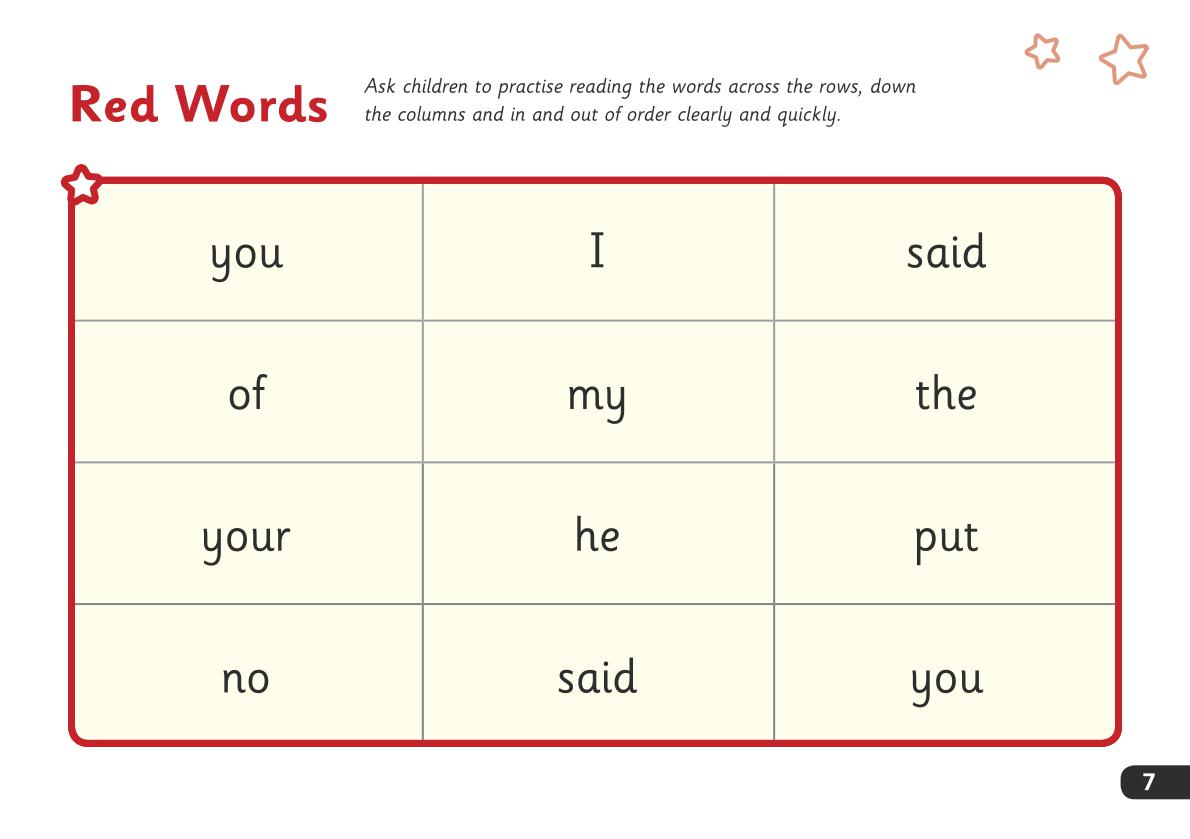 Red Words
Ask children to practise reading the words across the rows, down
the columns and in and out of order clearly and quickly.
you I said
of my the
your he put
no said you
7